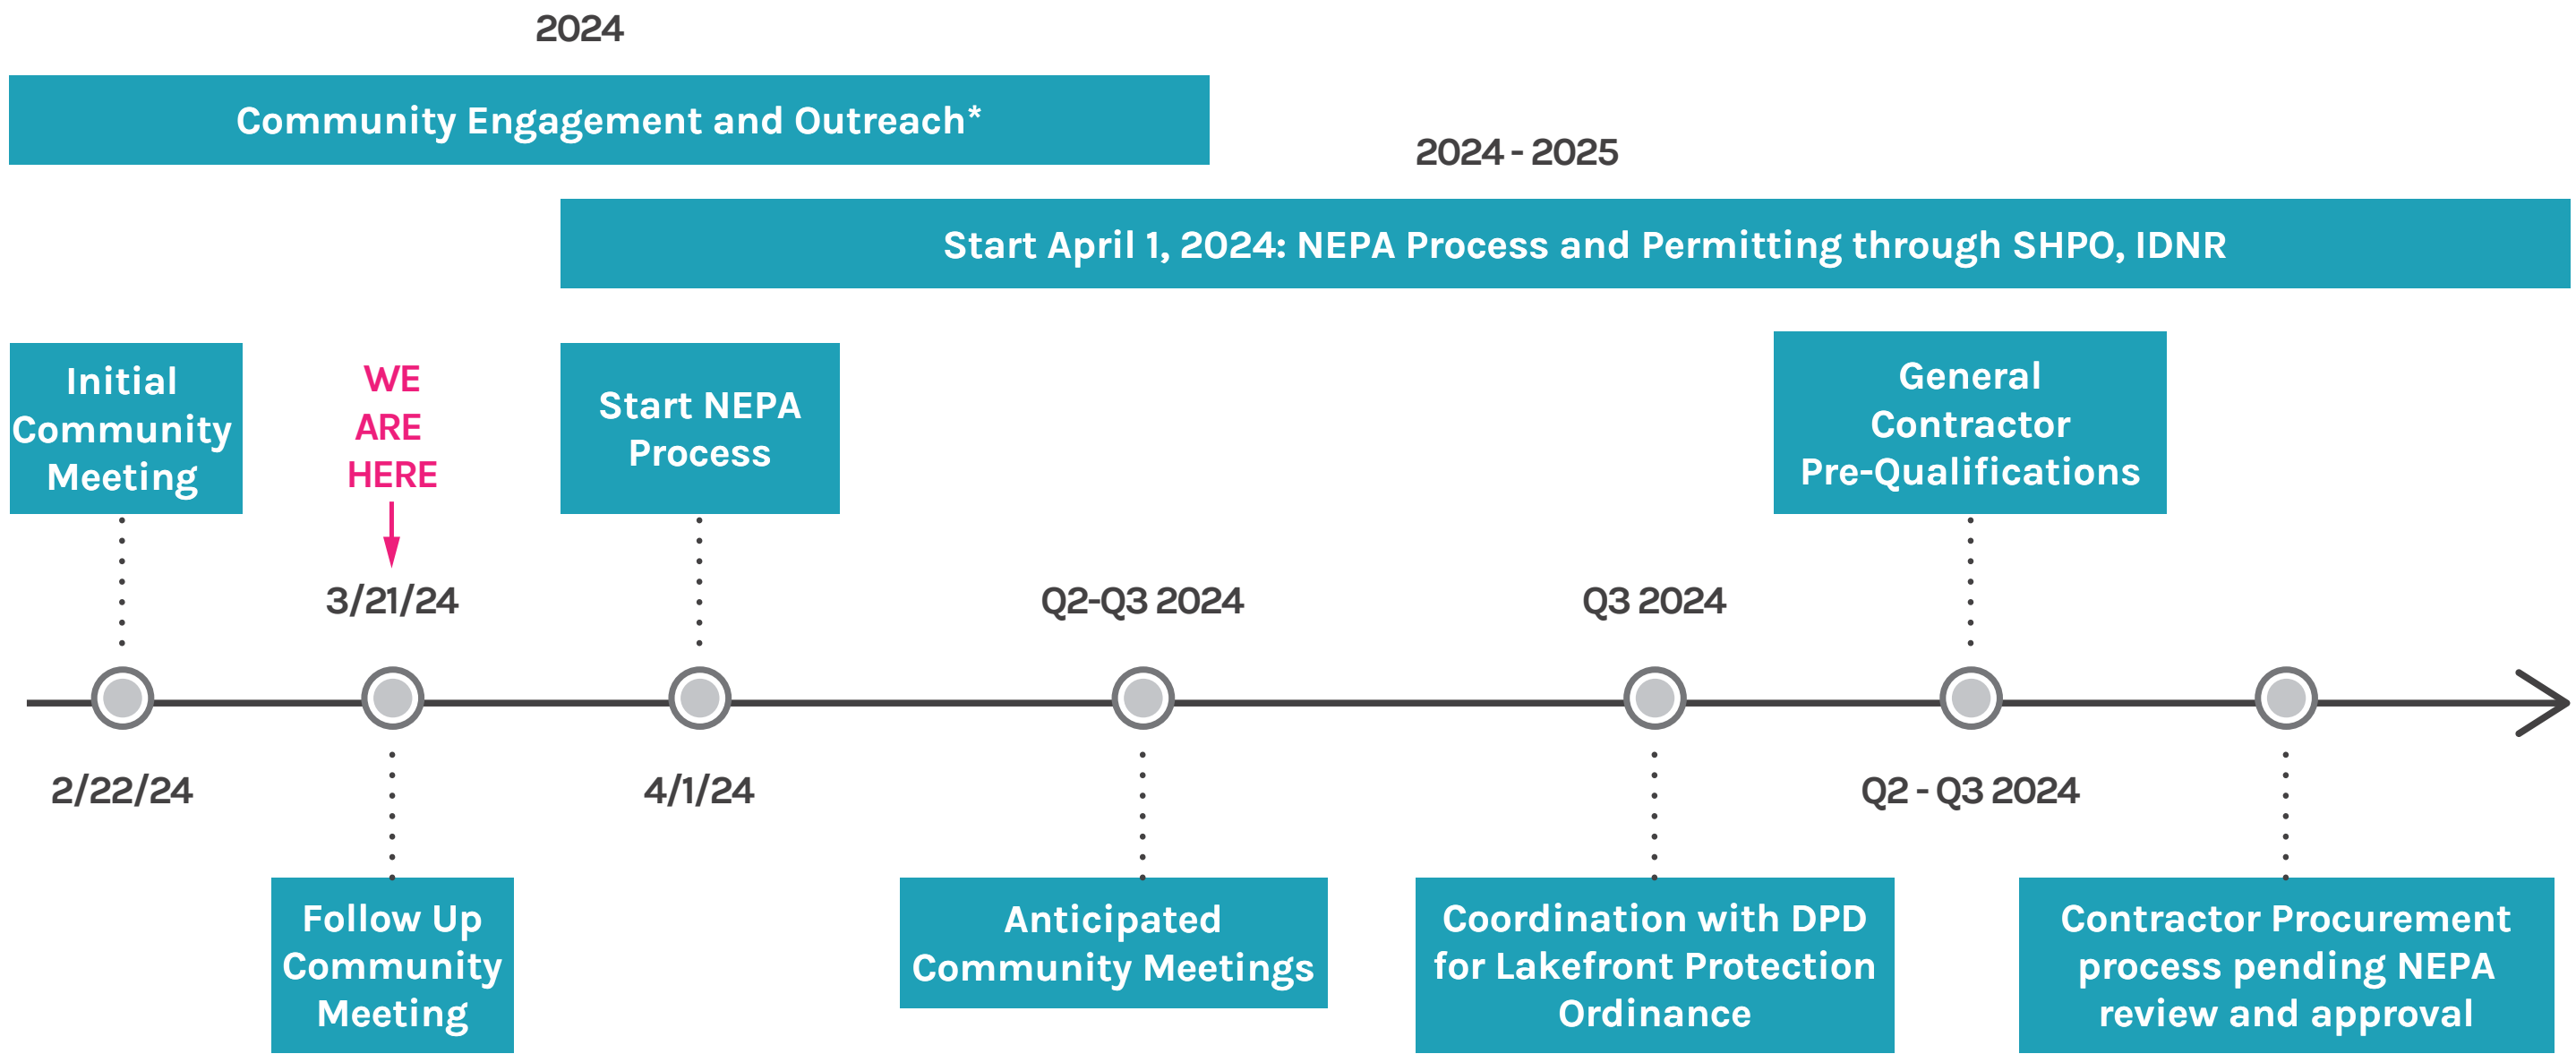 2024
Community Engagement and Outreach*
2024 - 2025
Start April 1, 2024: NEPA Process and Permitting through SHPO, IDNR
Initial
Community
Meeting
WE
ARE
HERE
Start NEPA
Process
General
Contractor
Pre-Qualifications
3/21/24
Q2-Q3 2024
Q3 2024
2/22/24
4/1/24
Q2 - Q3 2024
Follow Up
Community
Meeting
Anticipated
Community Meetings
Coordination with DPD
for Lakefront Protection
Ordinance
Contractor Procurement
process pending NEPA
review and approval